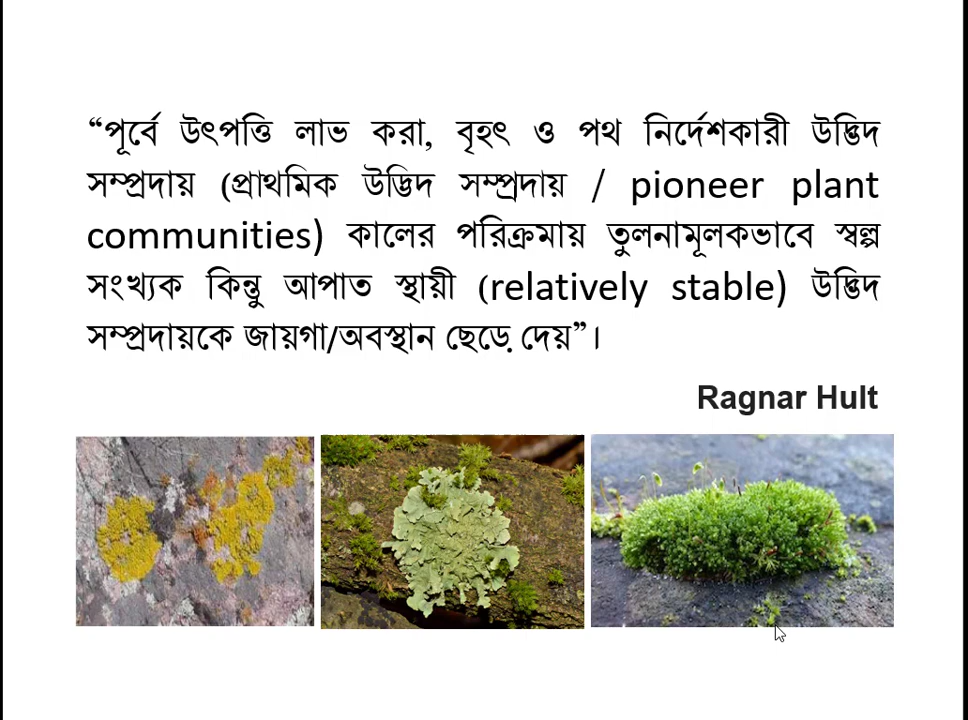 “পূর্বে উৎপত্তি লাভ করা, বৃহৎ ও পথ নির্দেশকারী উদ্ভিদ
সম্প্রদায় (প্রাথমিক উদ্ভিদ সম্প্রদায় / pioneer plant
communities) কালের পরিক্রমায় তুলনামূলকভাবে স্বল্প
সংখ্যক কিন্তু আপাত স্থায়ী (relatively stable) উদ্ভিদ
সম্প্রদায়কে জায়গা/অবস্থান ছেড়ে দেয়”।
Ragnar Hult